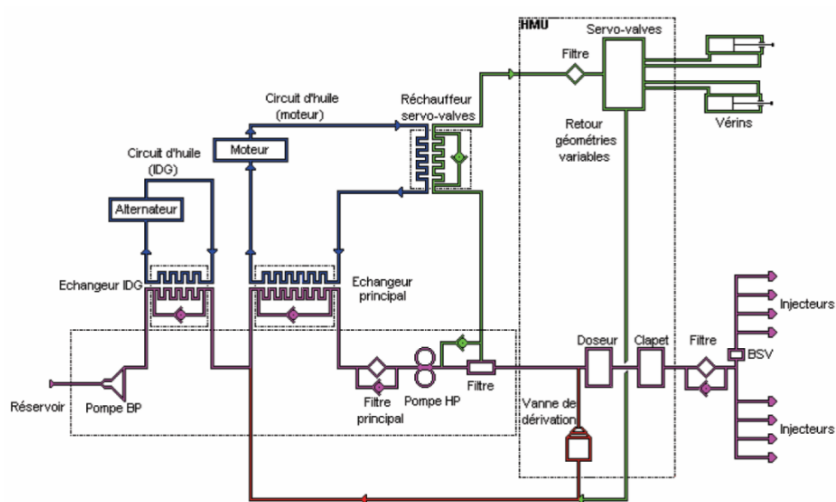 HMU
Servo-valves
Filtre
Vérins
Circuit d'huile
(moteur)
Réchauffeur
servo-valves
Moteur
Retour
géométries
variables
Circuit d'huile
(IDG)
Alternateur
Echangeur IDG
Echangeur
principal
Injecteurs
Doseur
Clapet
Filtre
BSV
Réservoir
Pompe BP
Filtre
principal
Pompe HP
Filtre
Vanne de
dérivation
Injecteurs